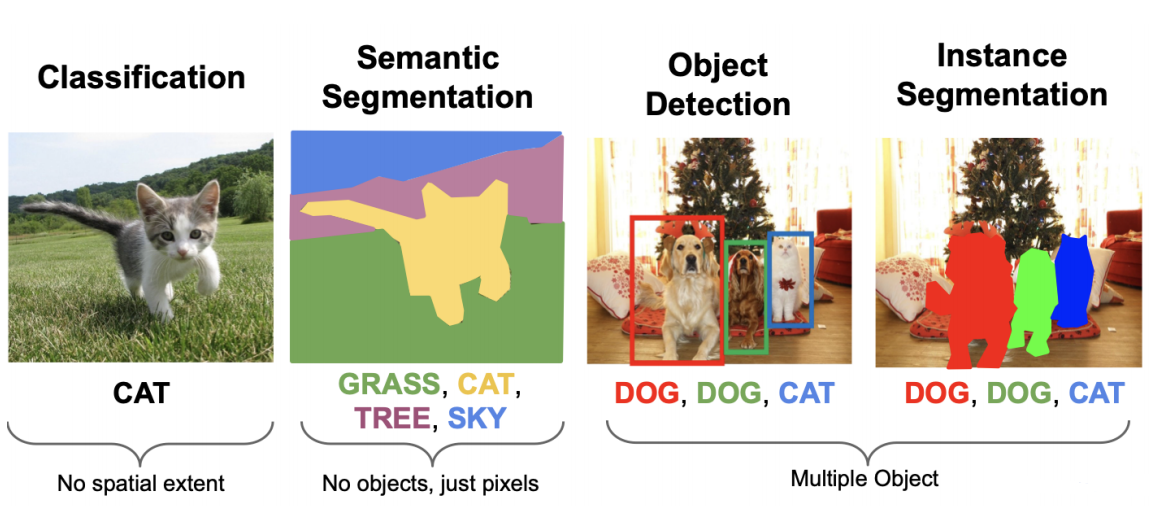 Classification
Semantic
Segmentation
Object
Detection
Instance
Segmentation
CAT
GRASS, CAT,
TREE, SKY
DOG, DOG, CAT
DOG, DOG, CAT
No spatial extent
No objects, just pixels
Multiple Object